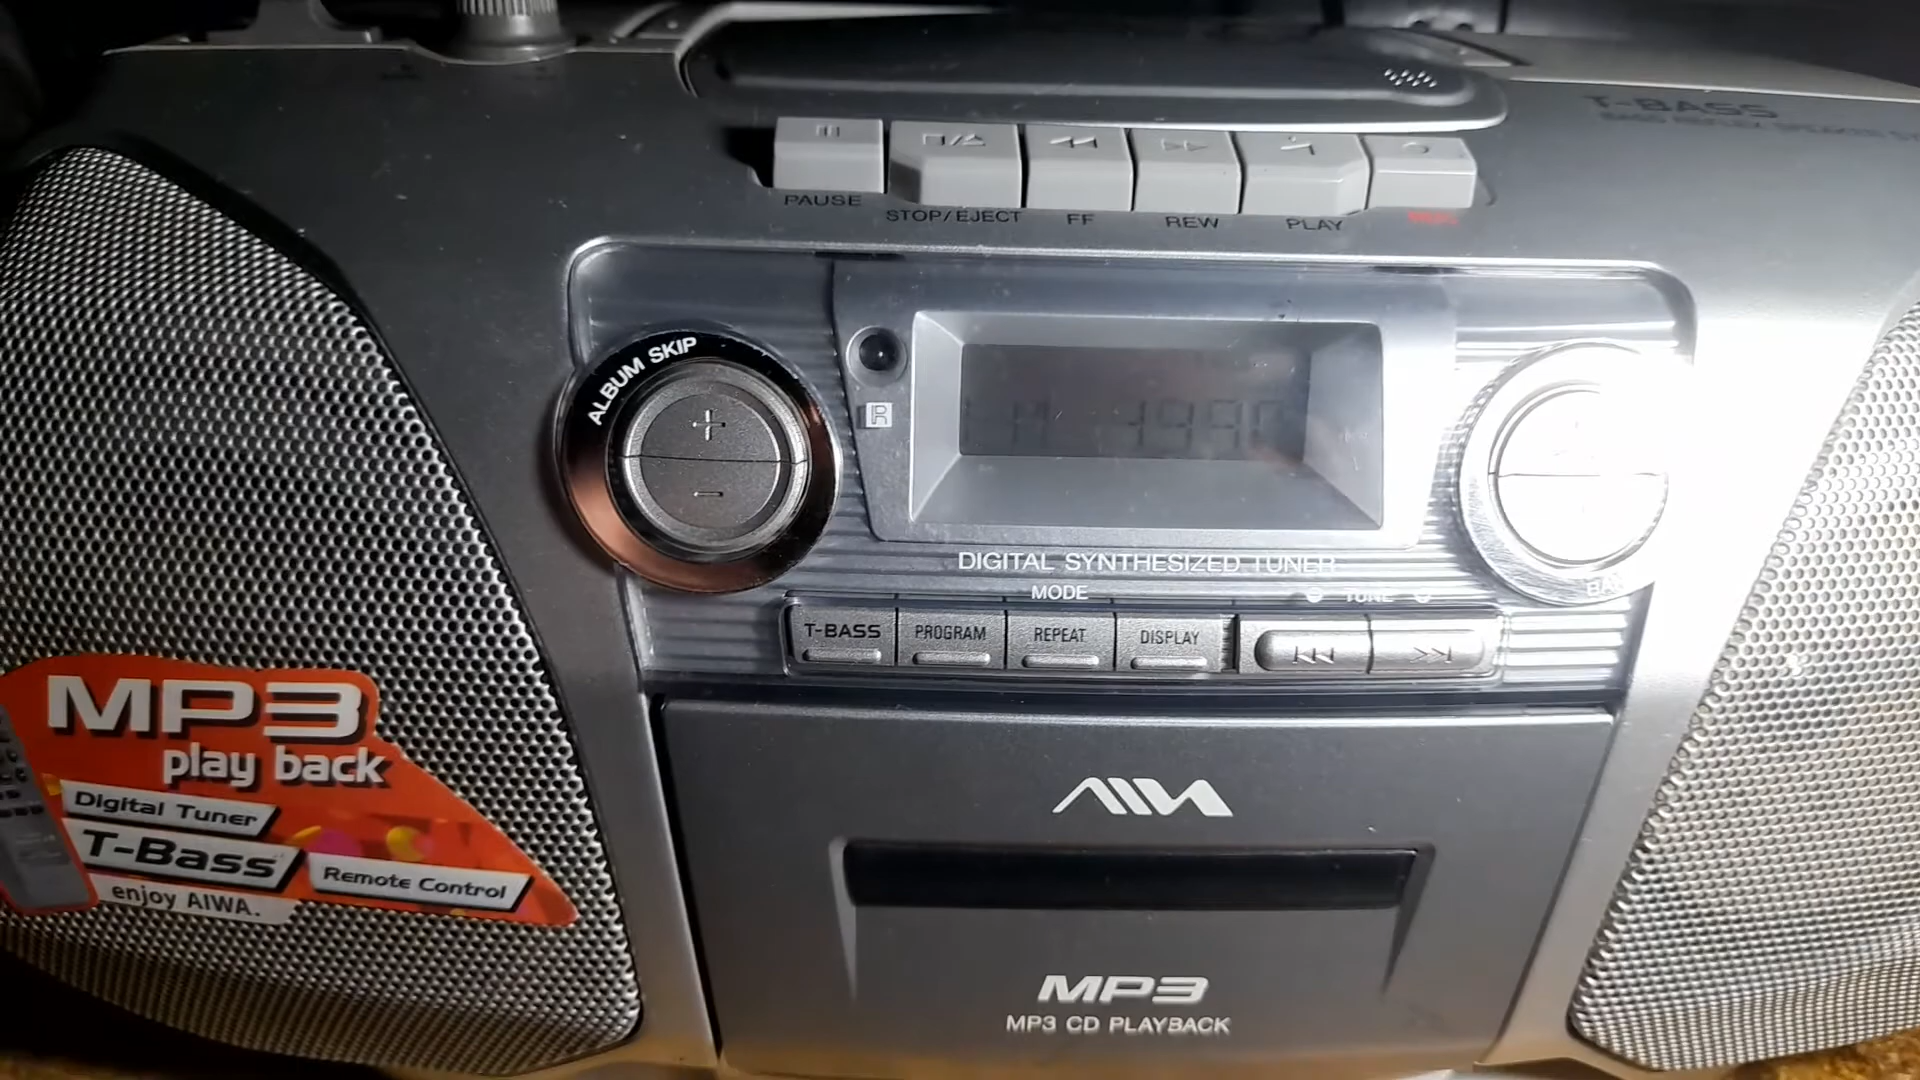 T-BASS
PAUSE
STOP/EJECT
FF
REW
PLAY
ALBUM SKIP
+
-
DIGITAL SYNTHESIZED TUNER
MODE
TUNE
T-BASS
PROGRAM
REPEAT
DISPLAY
MP3
play back
Digital Tuner
T-Bass
Remote Control
enjoy AIWA.
AIWA
MP3
MP3 CD PLAYBACK